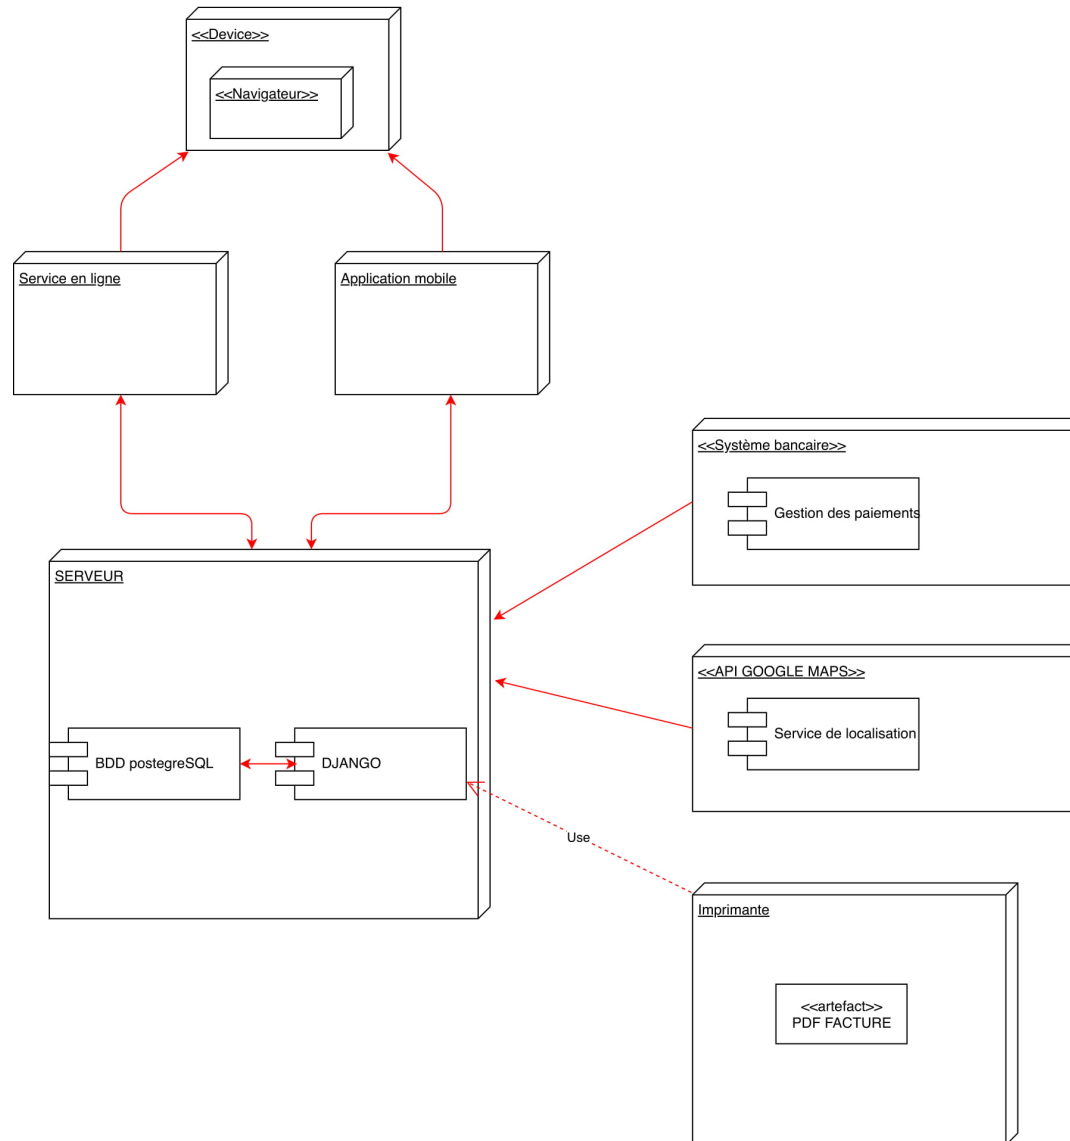 <<Device>>
<<Navigateur>>
Service en ligne
Application mobile
<<Système bancaire>>
Gestion des paiements
SERVEUR
<<API GOOGLE MAPS>>
Service de localisation
BDD postegreSQL
DJANGO
Use
Imprimante
<<artefact>>
PDF FACTURE